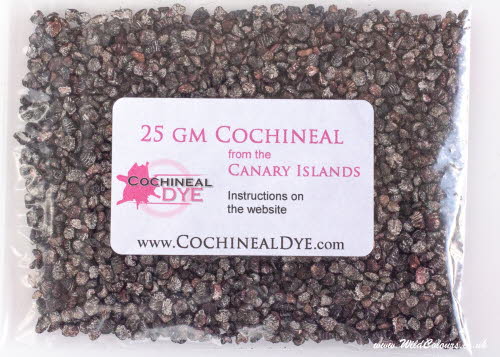 25 GM COCHINEAL
from the
CANARY ISLANDS
COCHINEAL
DYE
Instructions on
the website
www.COCHINEALDYE.com
www.WildColours.co.uk